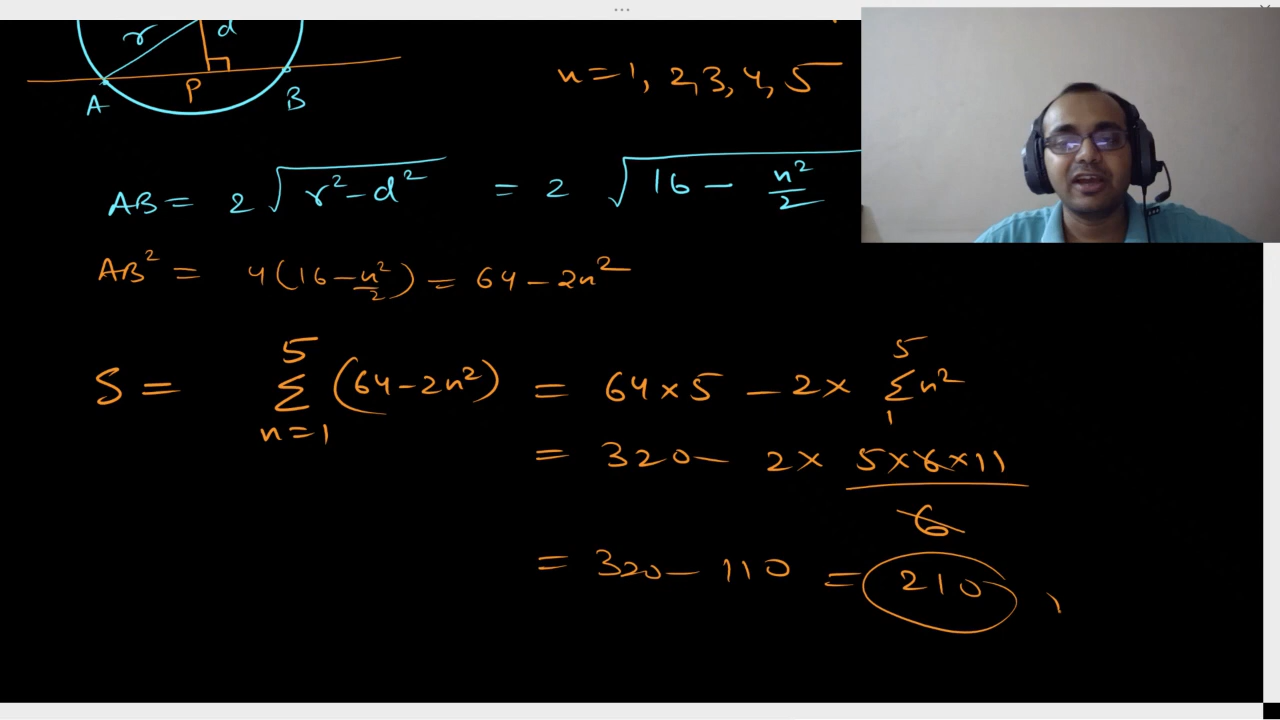 r d
A P B
n = 1, 2, 3, 4, 5
AB = 2 √(r² - d²) = 2 √(16 - n²/2)
AB² = 4(16 - n²/2) = 64 - 2n²
S = 5 Σ n=1 (64 - 2n²) = 64 × 5 - 2 × 5 Σ 1 n²
= 320 - 2 × 5×6×11 / 6
= 320 - 110 = 210